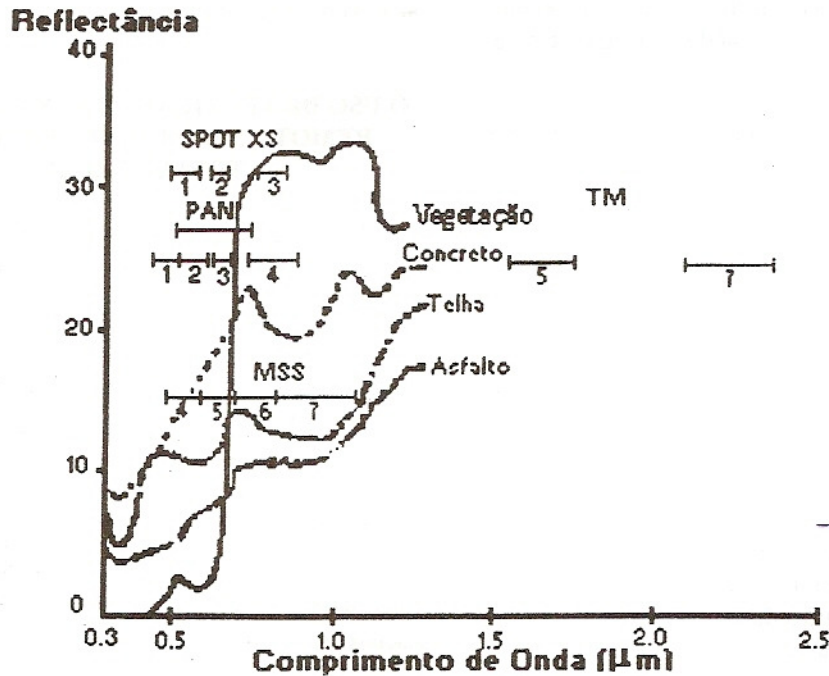 Reflectância
40
SPOT XS
1 2 3
30
PAN
TM
Vegetação
Concreto
1 2 3 4
5 7
20
Telha
MSS
Asfalto
4 5 6 7
10
0
0.3 0.5 1.0 1.5 2.0 2.5
Comprimento de Onda (µm)